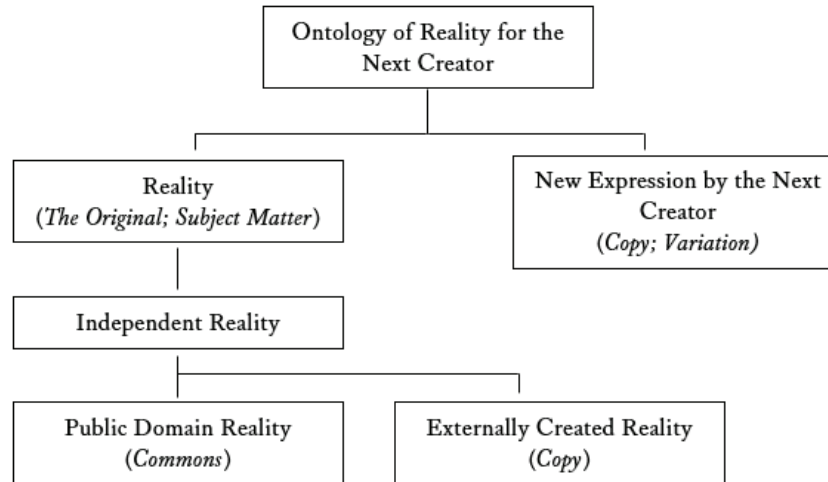 Ontology of Reality for the
Next Creator
Reality
(The Original; Subject Matter)
New Expression by the Next
Creator
(Copy; Variation)
Independent Reality
Public Domain Reality
(Commons)
Externally Created Reality
(Copy)